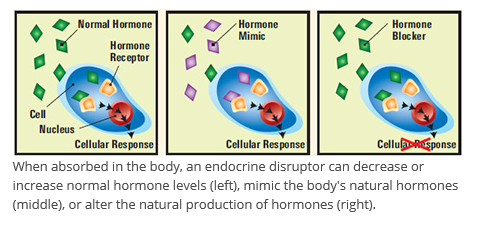 Normal Hormone
Hormone
Receptor
Cell
Nucleus
Cellular Response
Hormone
Mimic
Cellular Response
Hormone
Blocker
Cellular Response
When absorbed in the body, an endocrine disruptor can decrease or
increase normal hormone levels (left), mimic the body's natural hormones
(middle), or alter the natural production of hormones (right).